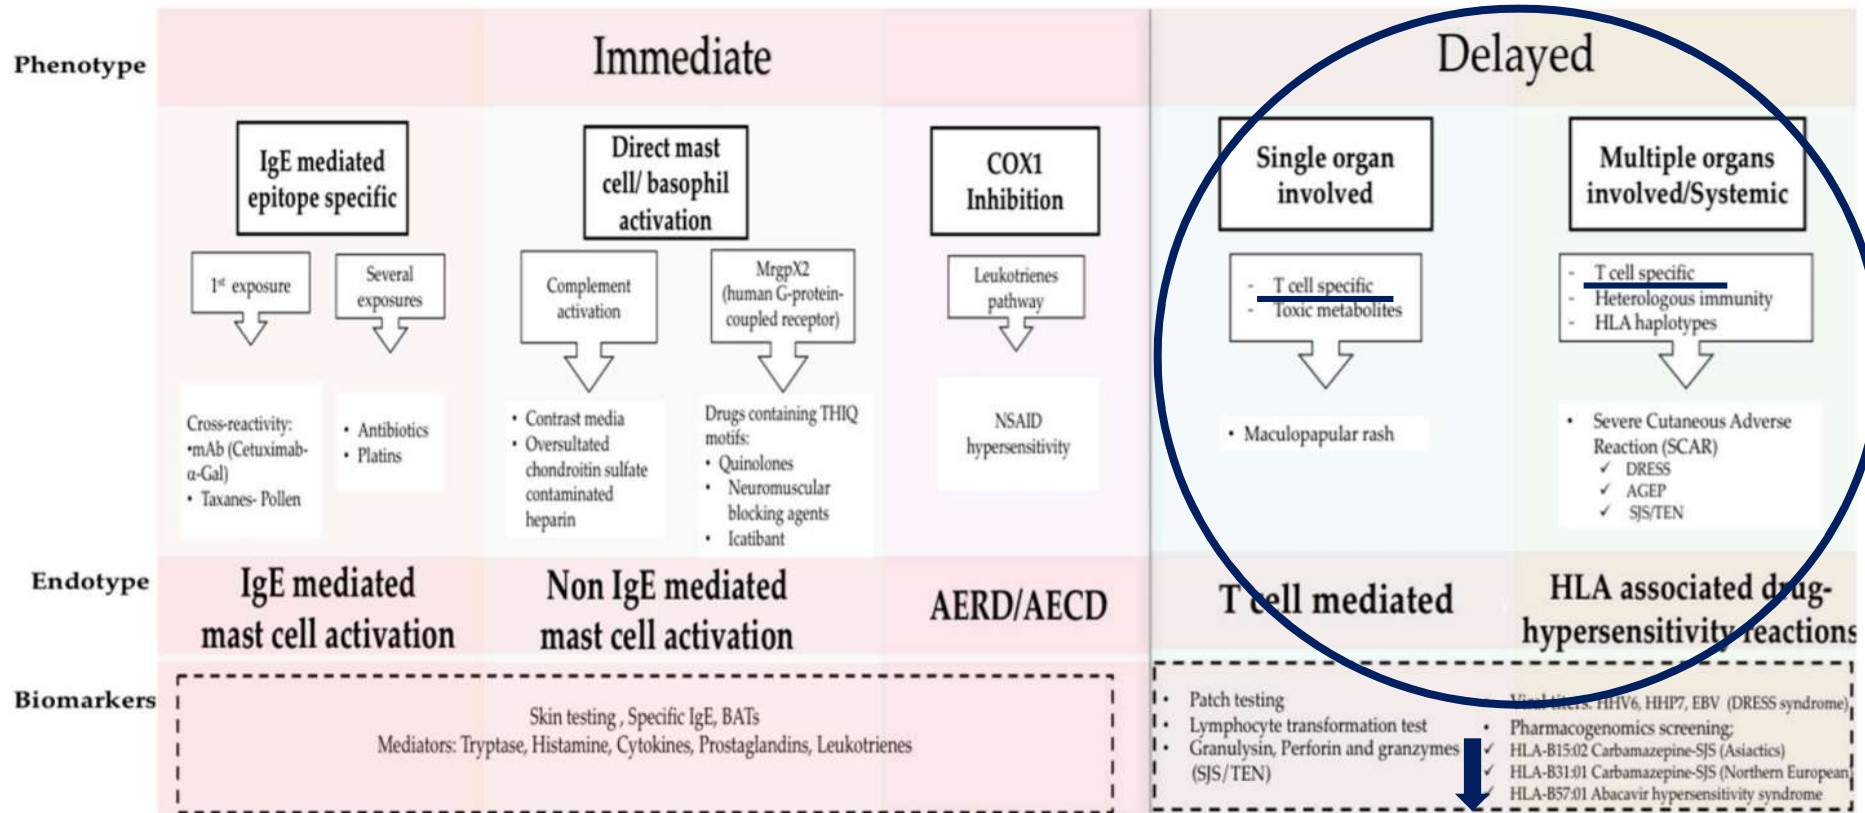 Phenotype
Immediate
Delayed
IgE mediated
epitope specific
Direct mast
cell/ basophil
activation
COX1
Inhibition
Single organ
involved
Multiple organs
involved/Systemic
1st exposure
Several
exposures
Complement
activation
MrgpX2
(human G-protein-
coupled receptor)
Leukotrienes
pathway
- T cell specific
- Toxic metabolites
- T cell specific
- Heterologous immunity
- HLA haplotypes
Cross-reactivity:
•mAb (Cetuximab-
α-Gal)
• Taxanes- Pollen
• Antibiotics
• Platins
• Contrast media
• Oversultated
chondroitin sulfate
contaminated
heparin
Drugs containing THIQ
motifs:
• Quinolones
• Neuromuscular
blocking agents
• Icatibant
NSAID
hypersensitivity
• Maculopapular rash
• Severe Cutaneous Adverse
Reaction (SCAR)
✓ DRESS
✓ AGEP
✓ SJS/TEN
Endotype
IgE mediated
mast cell activation
Non IgE mediated
mast cell activation
AERD/AECD
T cell mediated
HLA associated drug-
hypersensitivity reactions
Biomarkers
Skin testing , Specific IgE, BATs
Mediators: Tryptase, Histamine, Cytokines, Prostaglandins, Leukotrienes
• Patch testing
• Lymphocyte transformation test
• Granulysin, Perforin and granzymes
(SJS/TEN)
• Viral titers: HHV6, HHP7, EBV (DRESS syndrome)
• Pharmacogenomics screening:
✓ HLA-B15:02 Carbamazepine-SJS (Asiactics)
✓ HLA-B31:01 Carbamazepine-SJS (Northern European)
✓ HLA-B57:01 Abacavir hypersensitivity syndrome